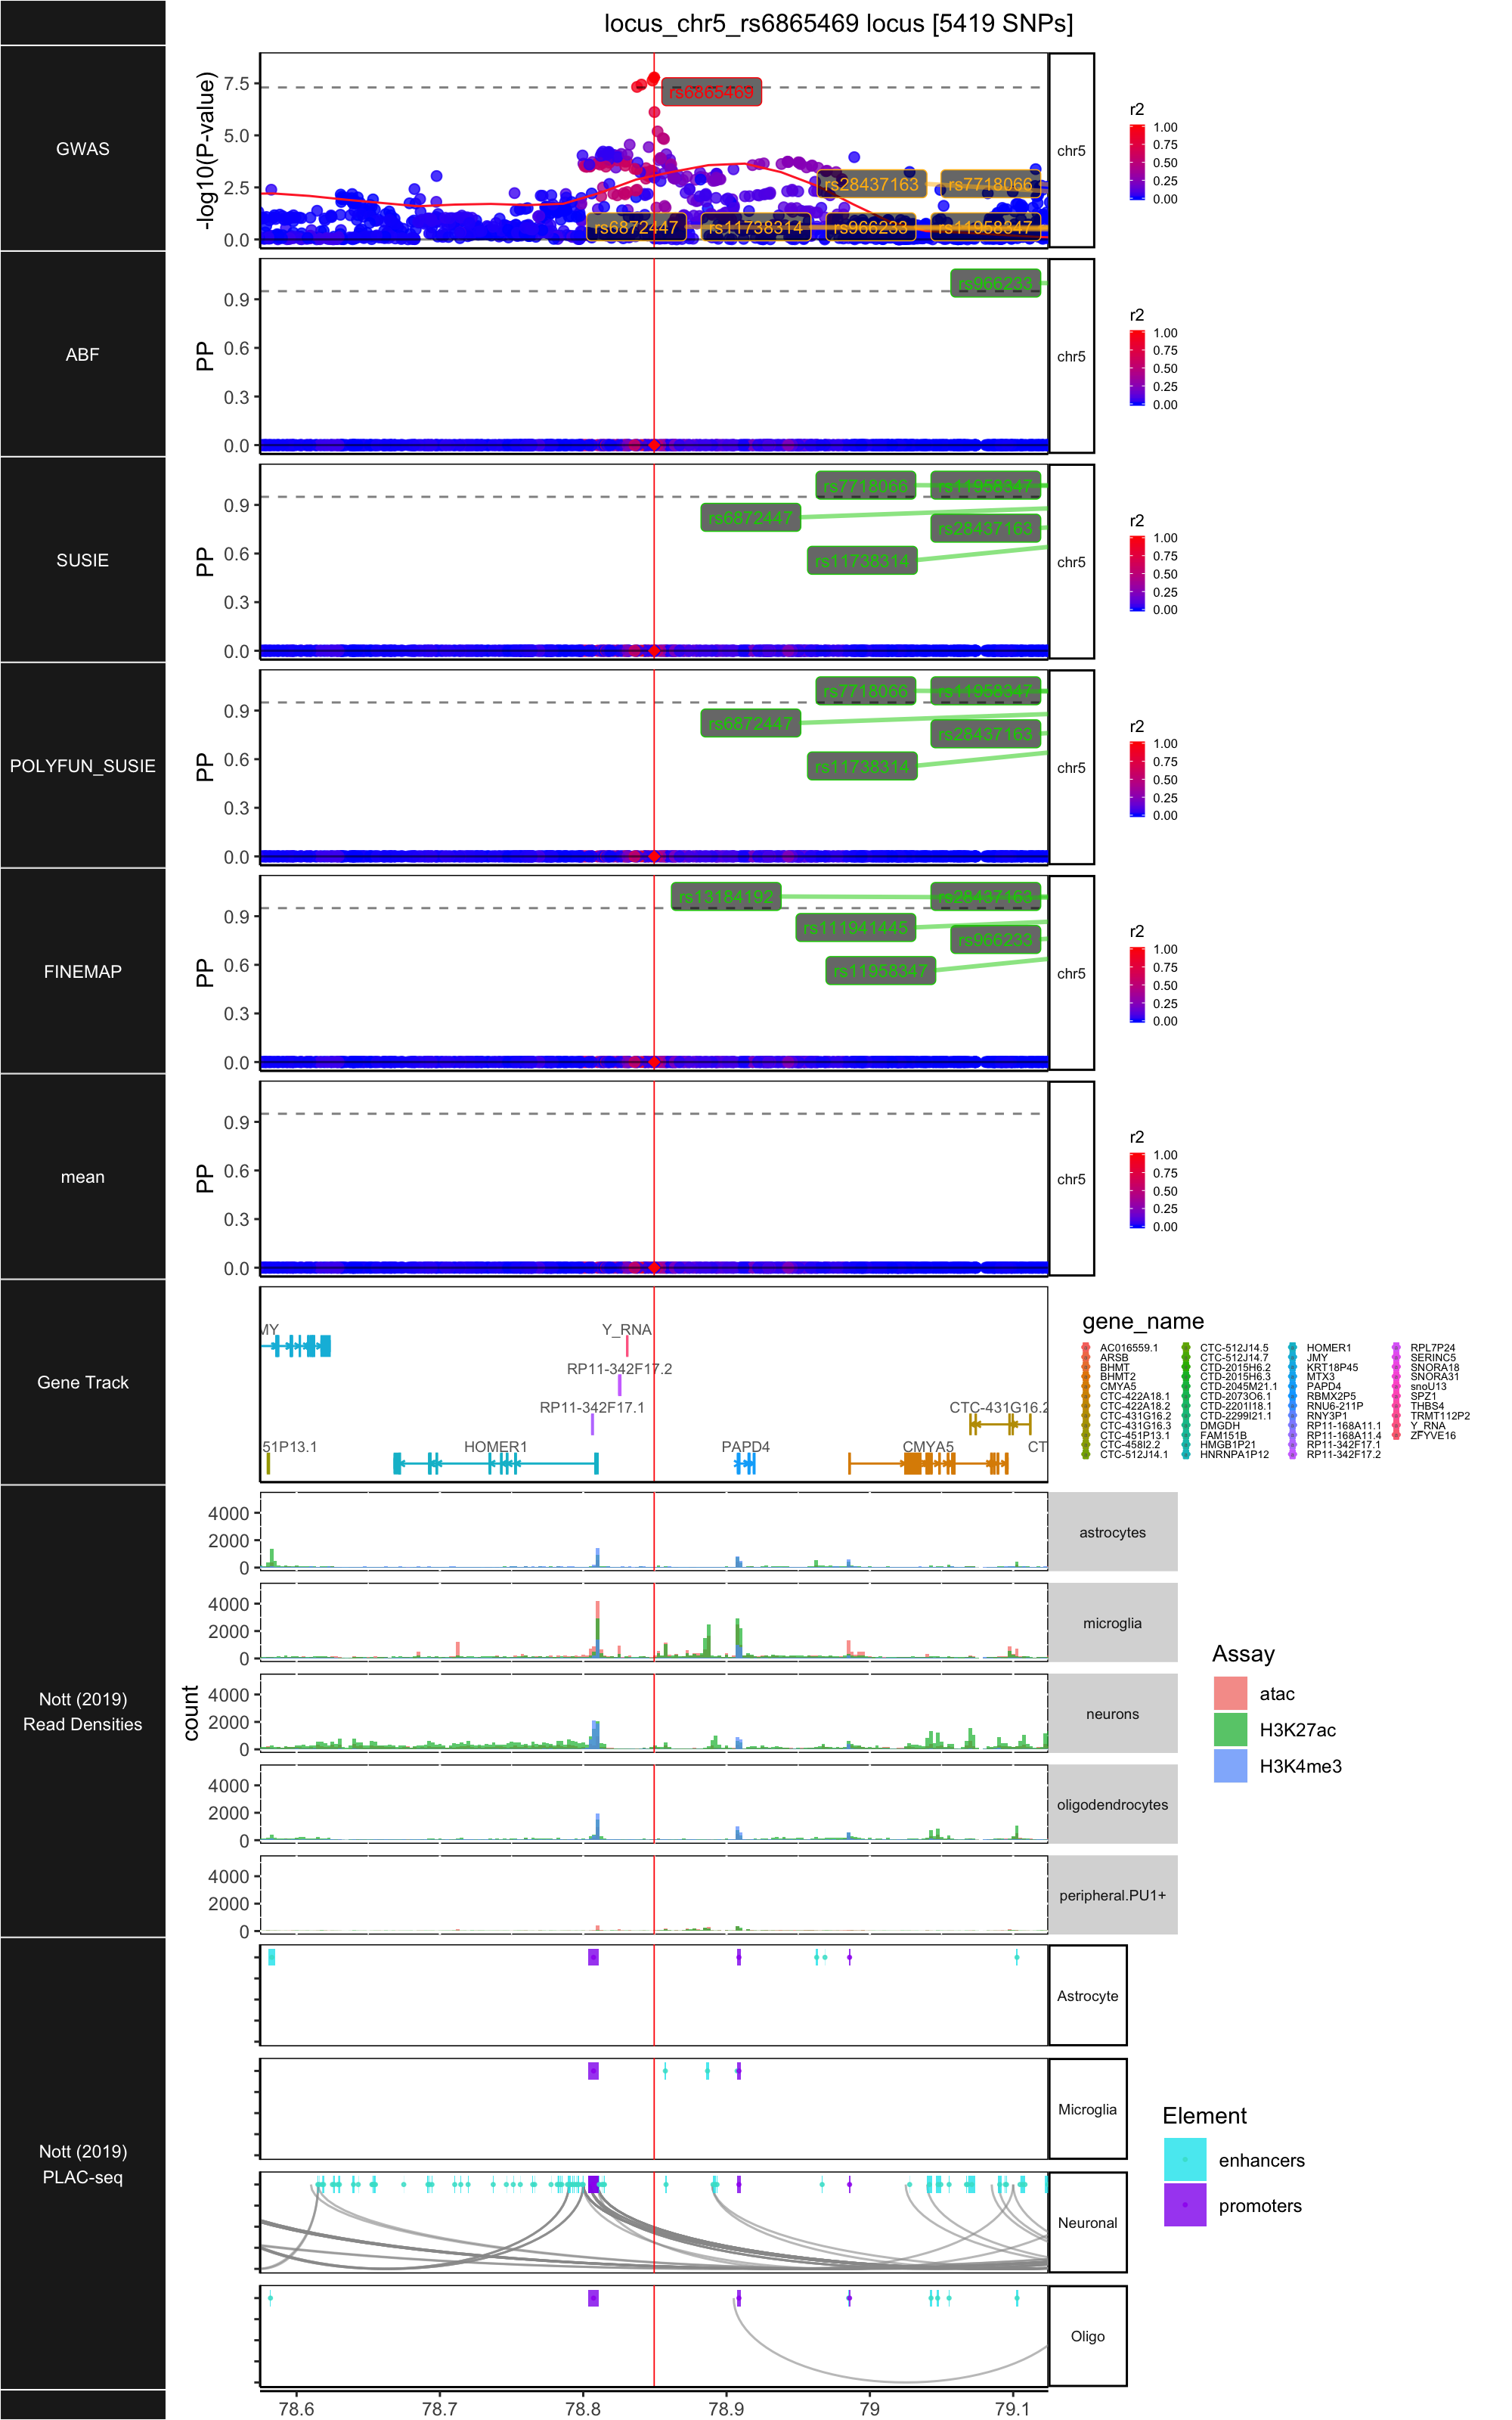 locus_chr5_rs6865469 locus [5419 SNPs]
GWAS
-log10(P-value)
7.5
5.0
2.5
0.0
rs6865469
rs28437163
rs7718066
rs6872447
rs11738314
rs966233
rs11958347
chr5
r2
1.00
0.75
0.50
0.25
0.00
ABF
PP
0.9
0.6
0.3
0.0
rs966233
chr5
r2
1.00
0.75
0.50
0.25
0.00
SUSIE
PP
0.9
0.6
0.3
0.0
rs7718066
rs11958347
rs6872447
rs28437163
rs11738314
chr5
r2
1.00
0.75
0.50
0.25
0.00
POLYFUN_SUSIE
PP
0.9
0.6
0.3
0.0
rs7718066
rs11958347
rs6872447
rs28437163
rs11738314
chr5
r2
1.00
0.75
0.50
0.25
0.00
FINEMAP
PP
0.9
0.6
0.3
0.0
rs13184192
rs28437163
rs111941445
rs966233
rs11958347
chr5
r2
1.00
0.75
0.50
0.25
0.00
mean
PP
0.9
0.6
0.3
0.0
chr5
r2
1.00
0.75
0.50
0.25
0.00
Gene Track
MY
Y_RNA
RP11-342F17.2
RP11-342F17.1
CTC-431G16.2
51P13.1
HOMER1
PAPD4
CMYA5
CT
gene_name
AC016559.1
ARSB
BHMT
BHMT2
CMYA5
CTC-422A18.1
CTC-422A18.2
CTC-431G16.2
CTC-431G16.3
CTC-451P13.1
CTC-458I2.2
CTC-512J14.1
CTC-512J14.5
CTC-512J14.7
CTD-2015H6.2
CTD-2015H6.3
CTD-2045M21.1
CTD-2073O6.1
CTD-2201I18.1
CTD-2299I21.1
DMGDH
FAM151B
HMGB1P21
HNRNPA1P12
HOMER1
JMY
KRT18P45
MTX3
PAPD4
RBMX2P5
RNU6-211P
RNY3P1
RP11-168A11.1
RP11-168A11.4
RP11-342F17.1
RP11-342F17.2
RPL7P24
SERINC5
SNORA18
SNORA31
snoU13
SPZ1
THBS4
TRMT112P2
Y_RNA
ZFYVE16
Nott (2019)
Read Densities
count
4000
2000
0
astrocytes
4000
2000
0
microglia
4000
2000
0
neurons
4000
2000
0
oligodendrocytes
4000
2000
0
peripheral.PU1+
Assay
atac
H3K27ac
H3K4me3
Nott (2019)
PLAC-seq
Astrocyte
Microglia
Neuronal
Oligo
Element
enhancers
promoters
78.6
78.7
78.8
78.9
79
79.1